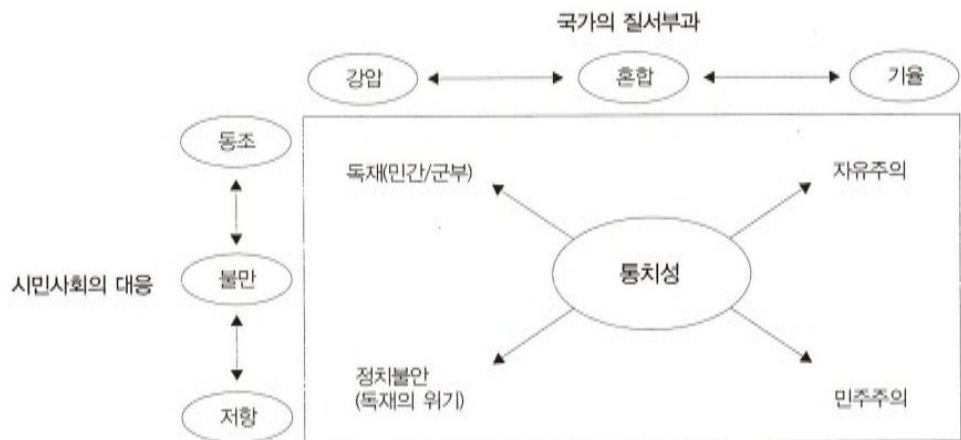 국가의 질서부과
강압
혼합
기율
동조
독재(민간/군부)
자유주의
시민사회의 대응
불만
통치성
정치불안
(독재의 위기)
민주주의
저항